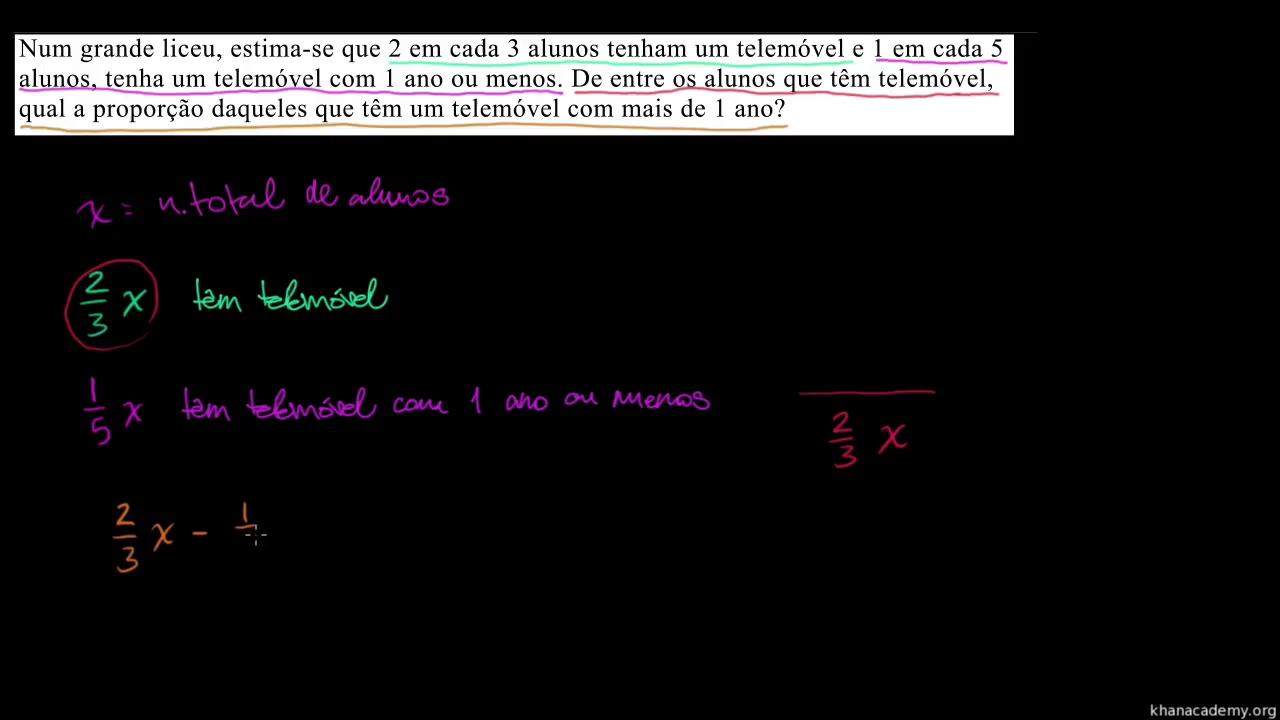 Num grande liceu, estima-se que 2 em cada 3 alunos tenham um telemóvel e 1 em cada 5
alunos, tenha um telemóvel com 1 ano ou menos. De entre os alunos que têm telemóvel,
qual a proporção daqueles que têm um telemóvel com mais de 1 ano?
x = n. total de alunos
2/3 x têm telemóvel
1/5 x têm telemóvel com 1 ano ou menos
2/3 x
2/3 x - 1
khanacademy.org